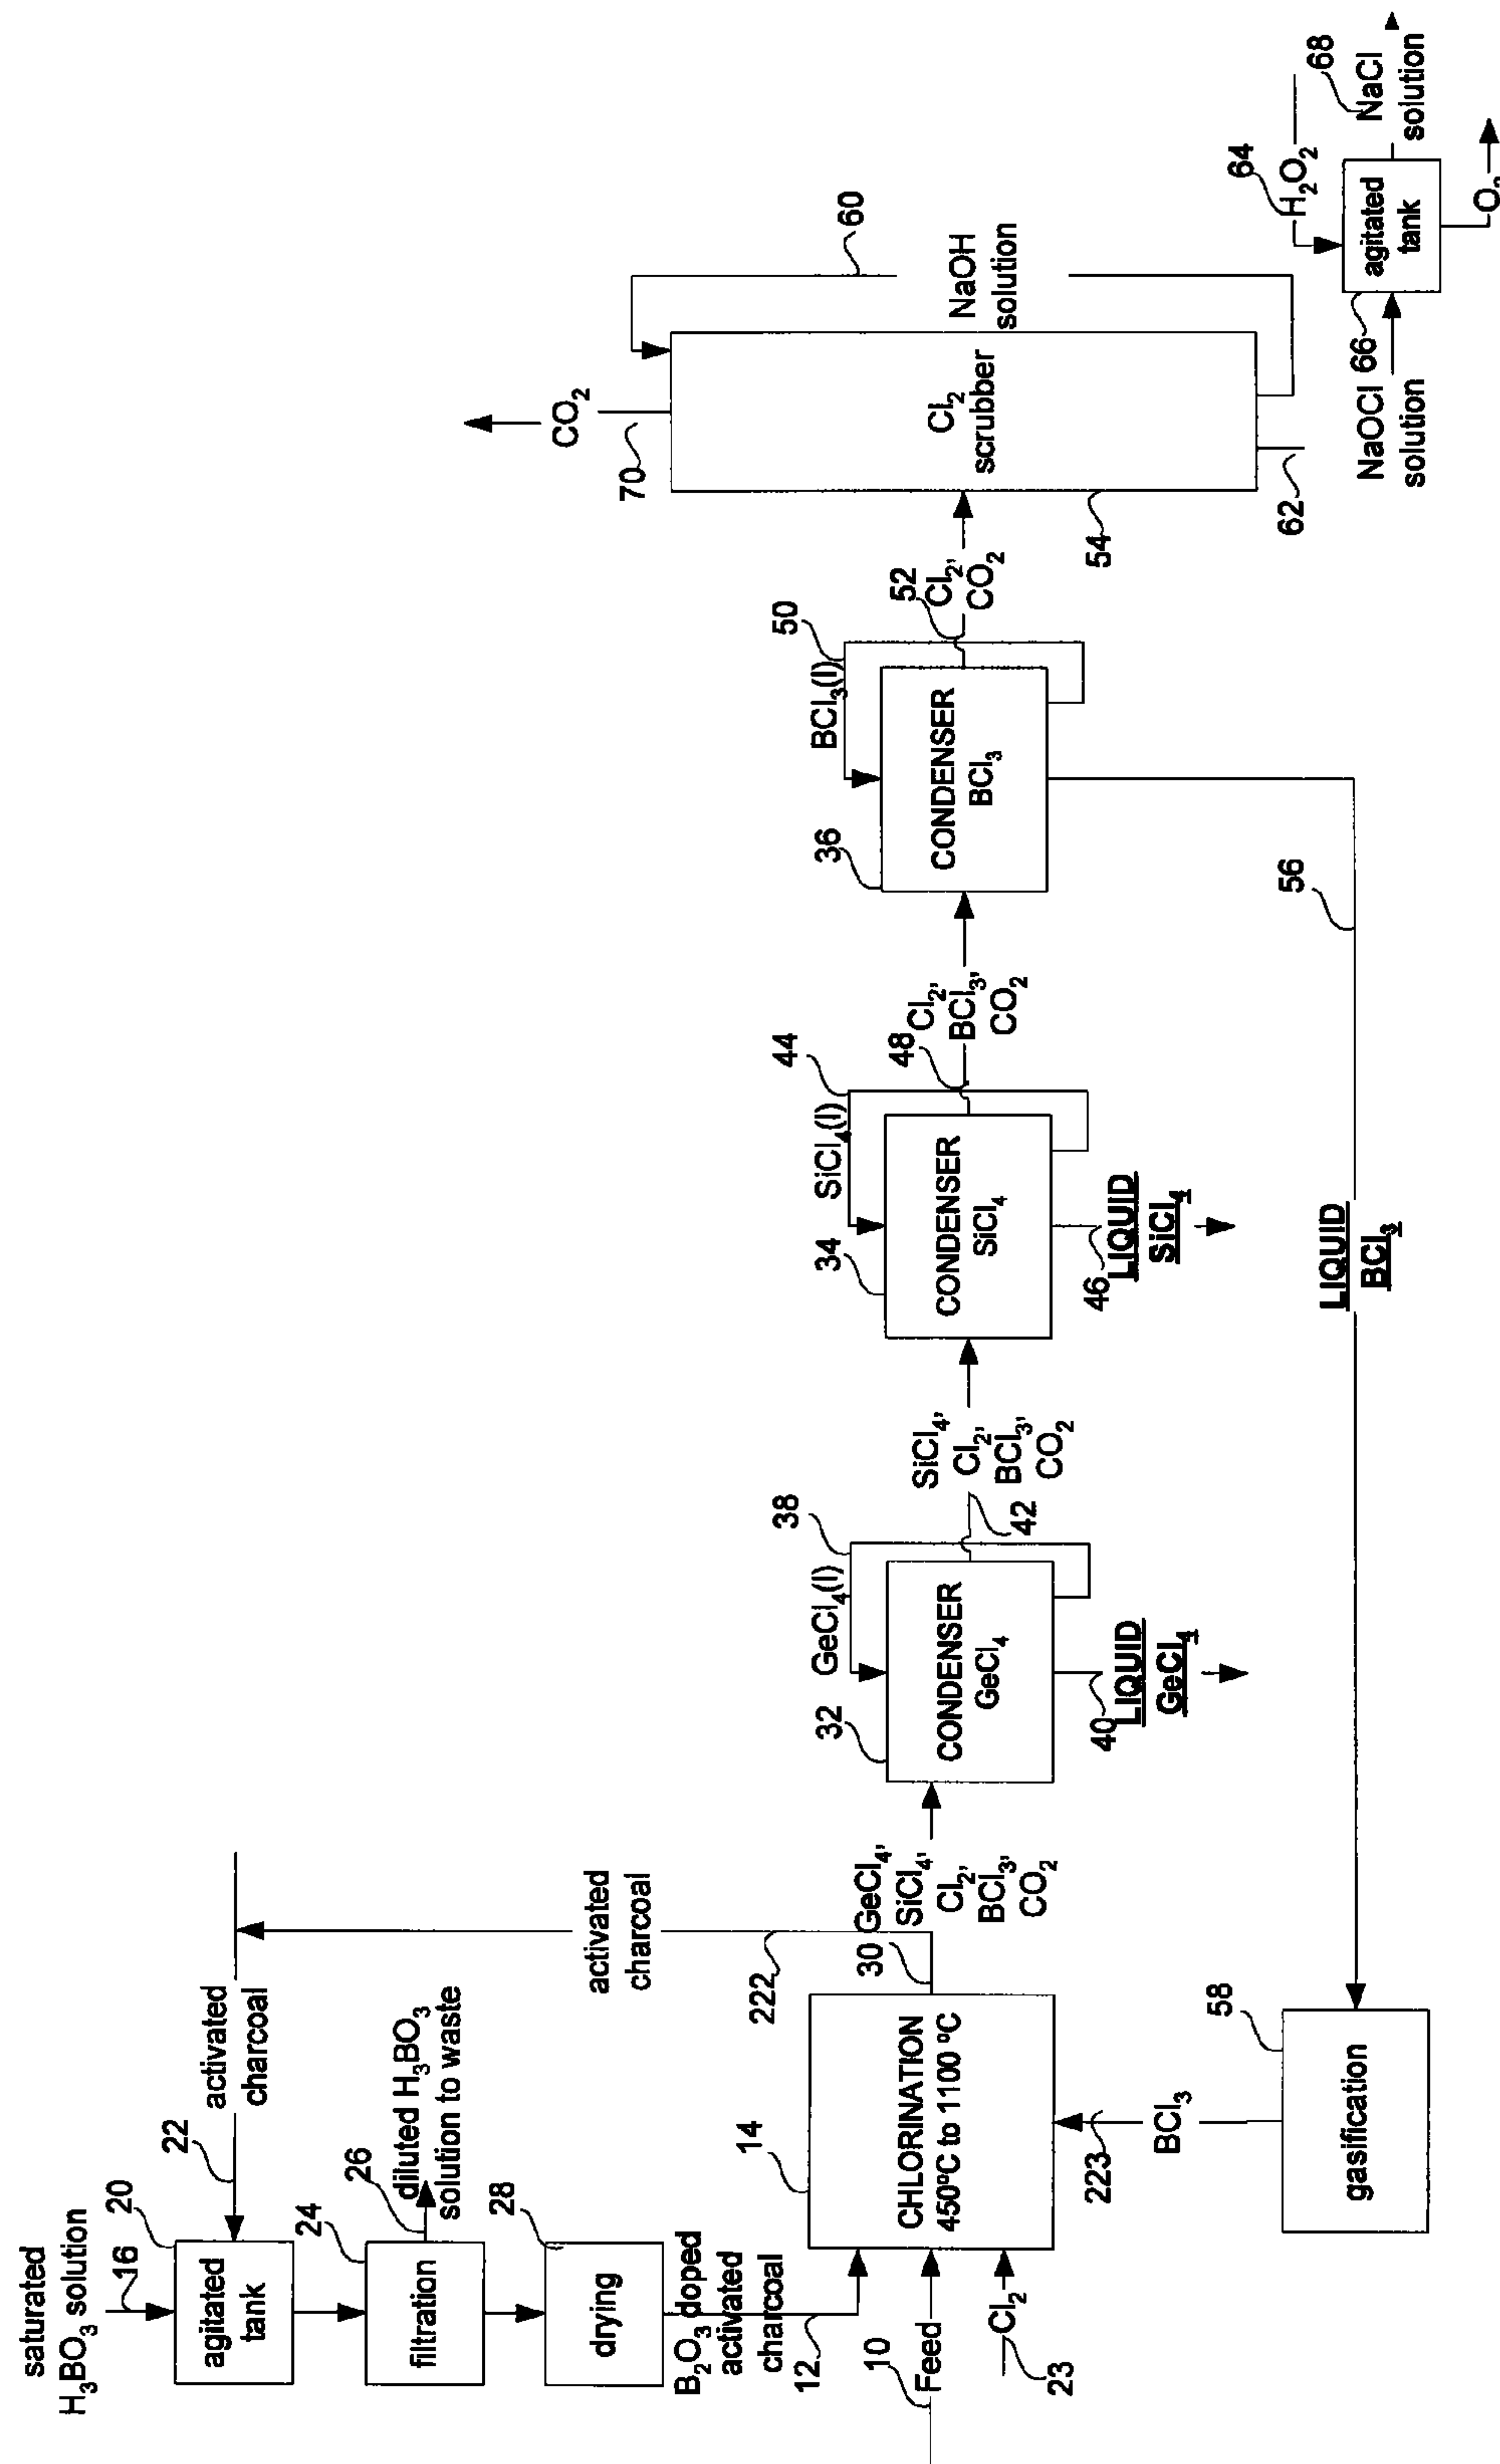 saturated
H₃BO₃ solution
16
20
agitated
tank
22
activated
charcoal
24
filtration
26
diluted H₃BO₃
solution to waste
28
drying
B₂O₃ doped
activated
charcoal
12
10
Feed
Cl₂
23
14
CHLORINATION
450ºC to 1100 ºC
222
activated
charcoal
30
GeCl₄,
SiCl₄,
Cl₂,
BCl₃,
CO₂
223
BCl₃
58
gasification
32
CONDENSER
GeCl₄
GeCl₄(l)
38
40
LIQUID
GeCl₄
42
SiCl₄,
Cl₂,
BCl₃,
CO₂
34
CONDENSER
SiCl₄
SiCl₄(l)
44
46
LIQUID
SiCl₄
48
Cl₂,
BCl₃,
CO₂
36
CONDENSER
BCl₃
BCl₃(l)
50
52
Cl₂,
CO₂
56
LIQUID
BCl₃
54
Cl₂
scrubber
70
CO₂
60
NaOH
solution
62
NaOCl
solution
66
agitated
tank
64
H₂O₂
68
NaCl
solution
O₂